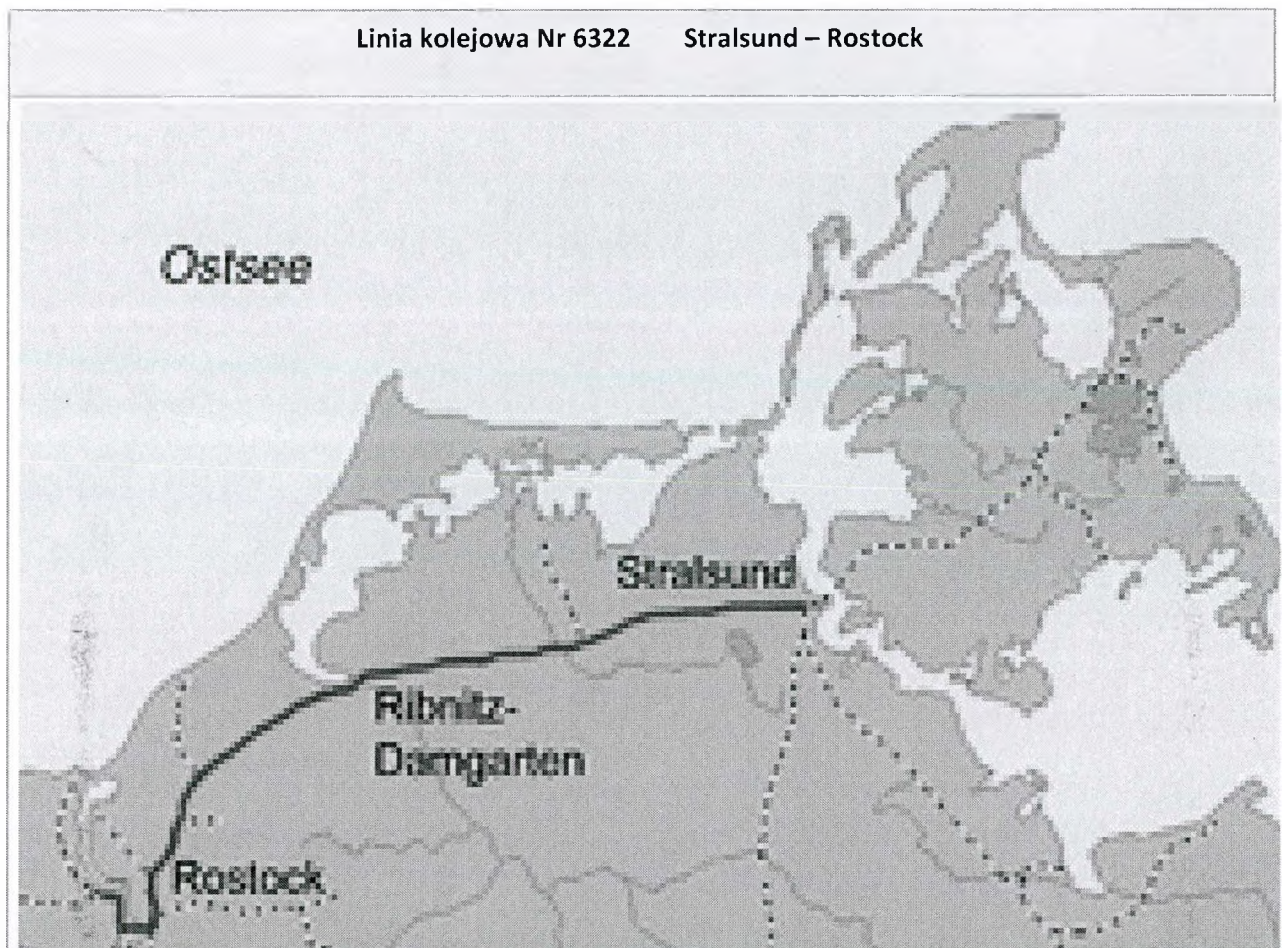 Linia kolejowa Nr 6322 Stralsund – Rostock
Ostsee
Stralsund
Ribnitz-
Damgarten
Rostock